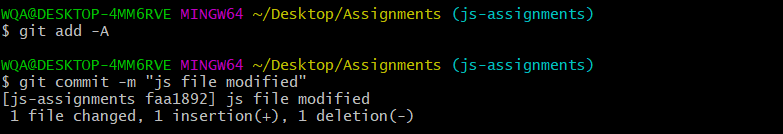 WQA@DESKTOP-4MM6RVE MINGW64 ~/Desktop/Assignments (js-assignments)
$ git add -A
WQA@DESKTOP-4MM6RVE MINGW64 ~/Desktop/Assignments (js-assignments)
$ git commit -m "js file modified"
[js-assignments faa1892] js file modified
 1 file changed, 1 insertion(+), 1 deletion(-)